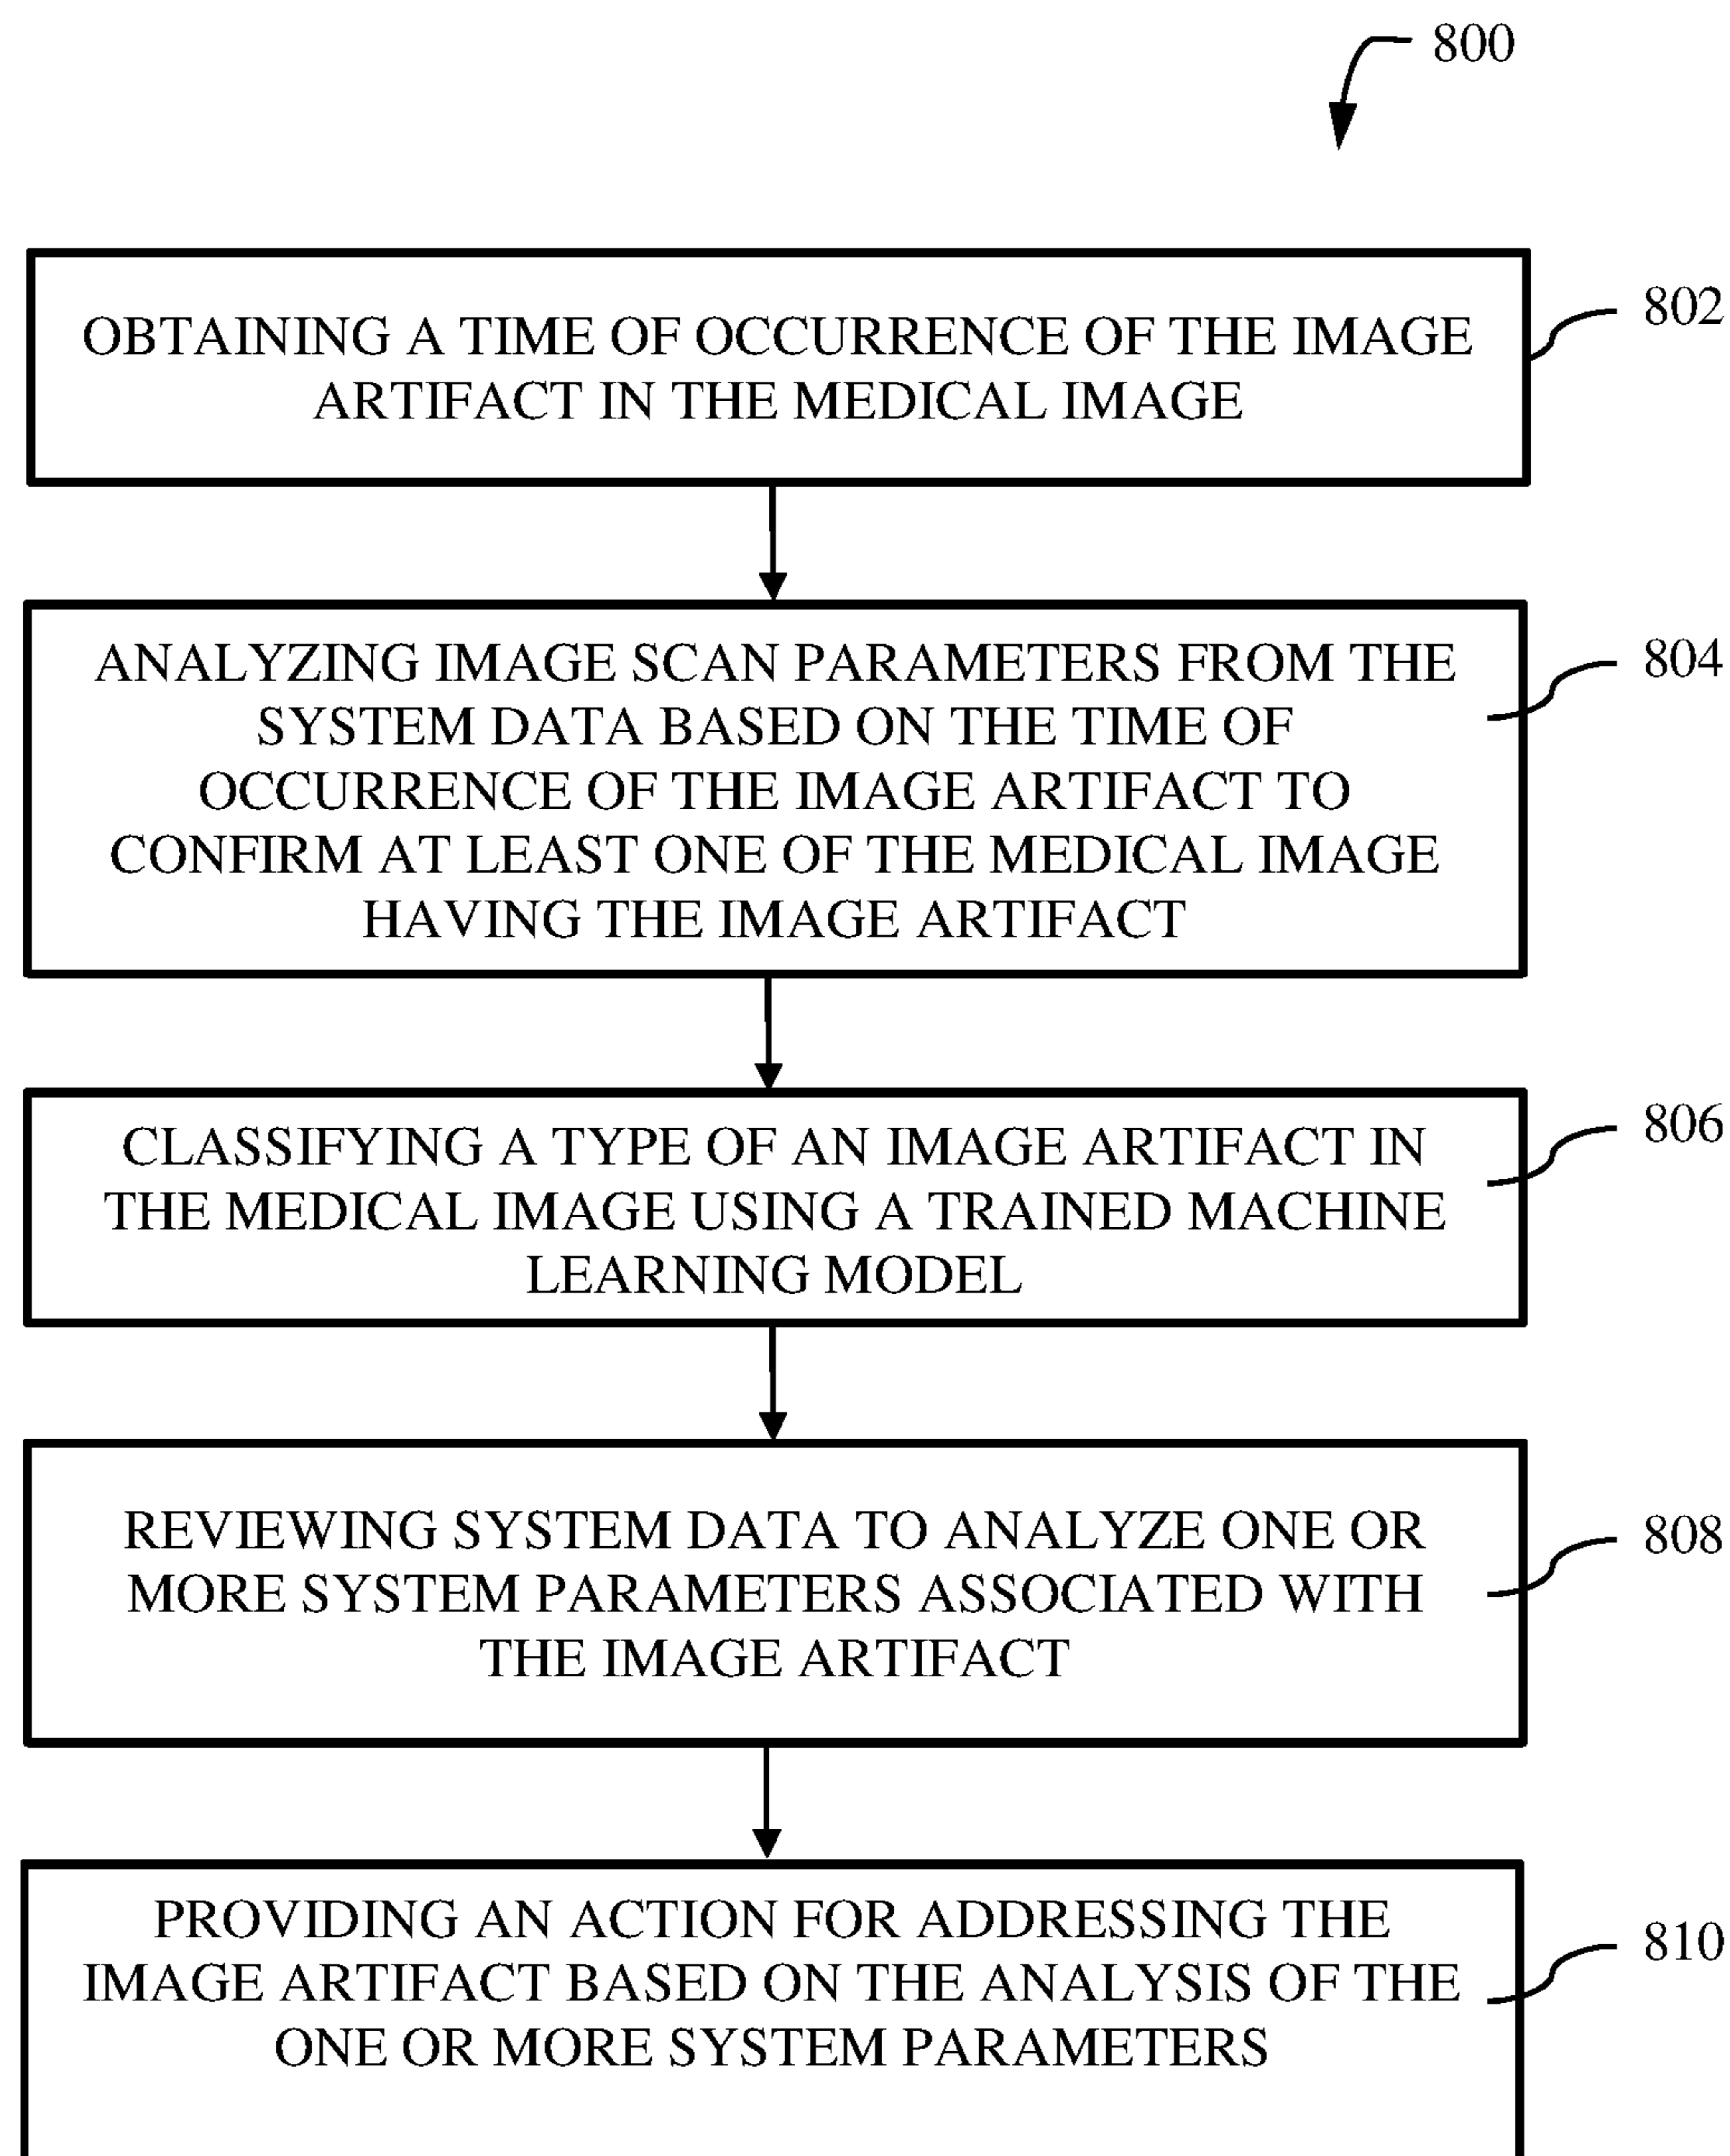 800
OBTAINING A TIME OF OCCURRENCE OF THE IMAGE
ARTIFACT IN THE MEDICAL IMAGE
802
ANALYZING IMAGE SCAN PARAMETERS FROM THE
SYSTEM DATA BASED ON THE TIME OF
OCCURRENCE OF THE IMAGE ARTIFACT TO
CONFIRM AT LEAST ONE OF THE MEDICAL IMAGE
HAVING THE IMAGE ARTIFACT
804
CLASSIFYING A TYPE OF AN IMAGE ARTIFACT IN
THE MEDICAL IMAGE USING A TRAINED MACHINE
LEARNING MODEL
806
REVIEWING SYSTEM DATA TO ANALYZE ONE OR
MORE SYSTEM PARAMETERS ASSOCIATED WITH
THE IMAGE ARTIFACT
808
PROVIDING AN ACTION FOR ADDRESSING THE
IMAGE ARTIFACT BASED ON THE ANALYSIS OF THE
ONE OR MORE SYSTEM PARAMETERS
810